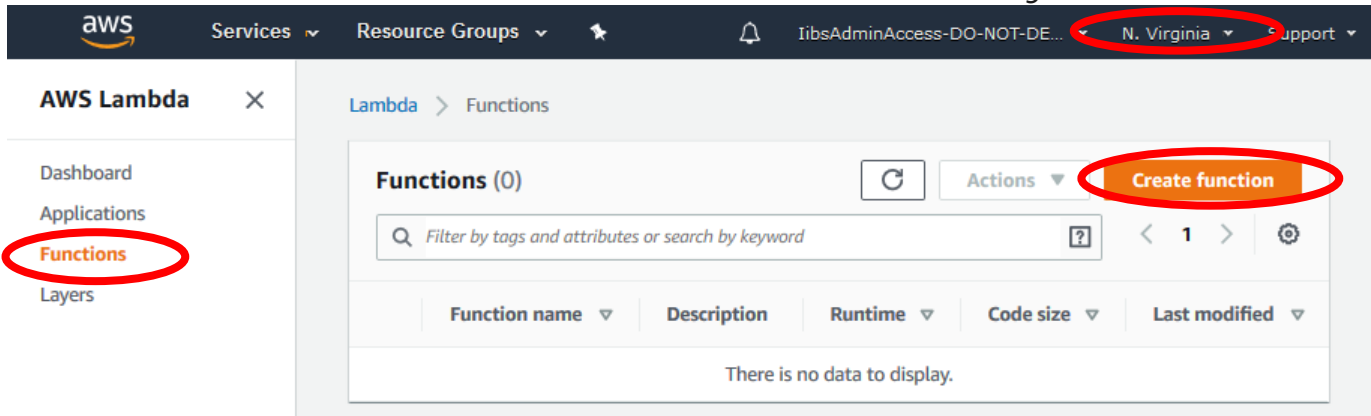 aws Services Resource Groups IibsAdminAccess-DO-NOT-DE... N. Virginia Support
AWS Lambda
Lambda > Functions
Dashboard
Applications
Functions
Layers
Functions (0) Actions Create function
Filter by tags and attributes or search by keyword ? < 1 >
Function name Description Runtime Code size Last modified
There is no data to display.